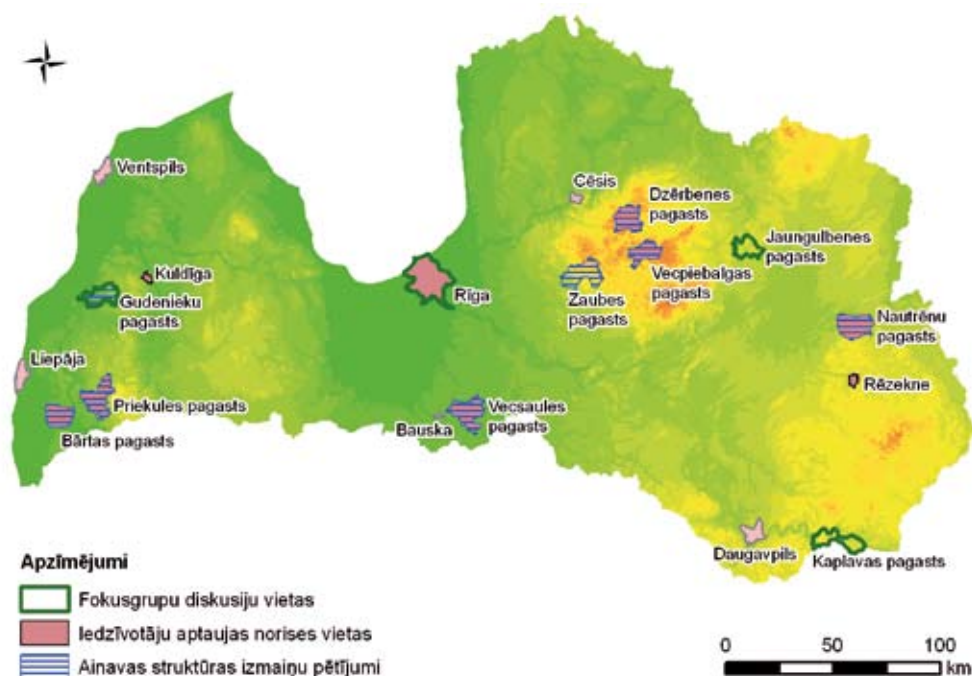 Ventspils
Cēsis
Dzērbenes
pagasts
Jaungulbenes
pagasts
Kuldīga
Gudenieku
pagasts
Rīga
Zaubes
pagasts
Vecpiebalgas
pagasts
Nautrēnu
pagasts
Liepāja
Rēzekne
Priekules pagasts
Vecsaules
pagasts
Bauska
Bārtas pagasts
Daugavpils
Kaplavas pagasts
Apzīmējumi
Fokusgrupu diskusiju vietas
Iedzīvotāju aptaujas norises vietas
Ainavas struktūras izmaiņu pētījumi
0 50 100
km